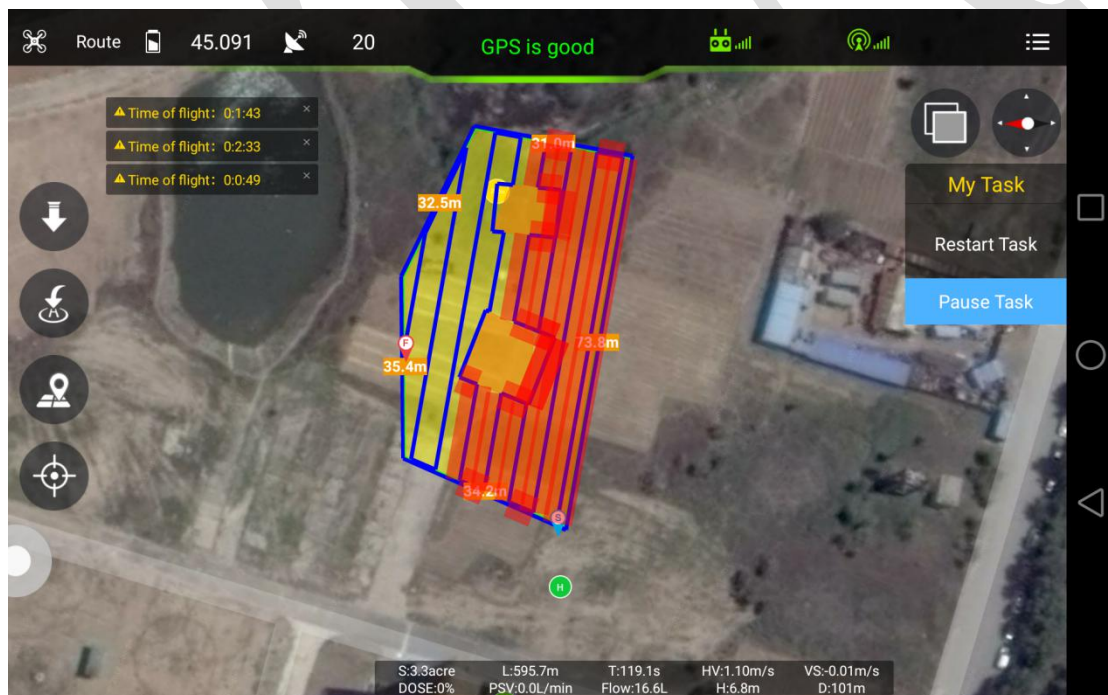 Route 45.091 20 GPS is good
Time of flight: 0:1:43 ×
Time of flight: 0:2:33 ×
Time of flight: 0:0:49 ×
31.0m
32.5m
My Task
Restart Task
Pause Task
F
73.8m
35.4m
34.2m
S
H
S:3.3acre L:595.7m T:119.1s HV:1.10m/s VS:-0.01m/s
DOSE:0% PSV:0.0L/min Flow:16.6L H:6.8m D:101m